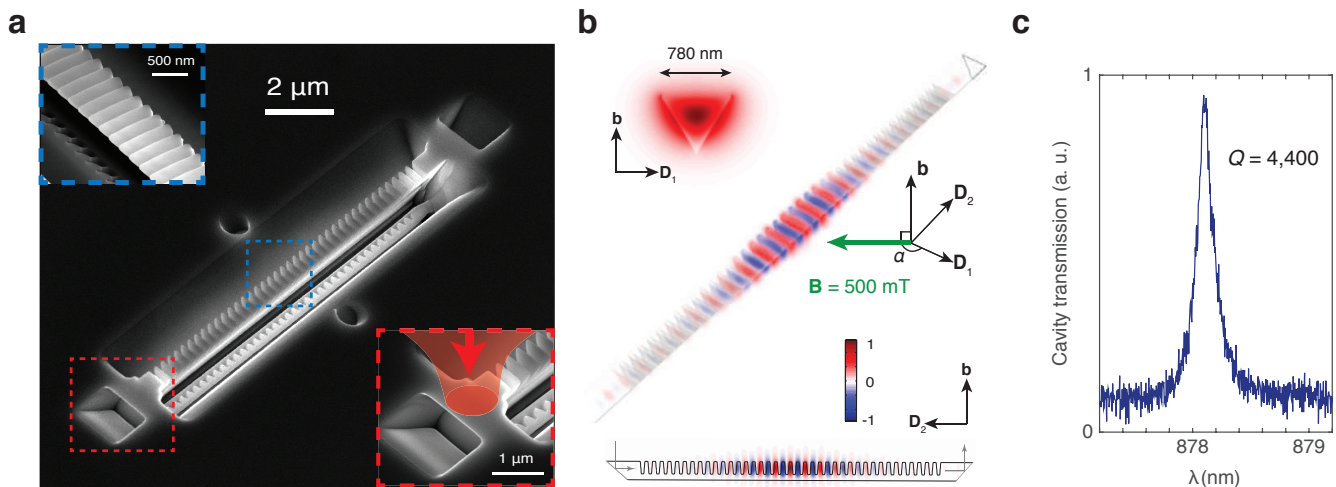 a
500 nm
2 μm
1 μm
b
780 nm
b
D1
b
D2
α
D1
B = 500 mT
1
0
-1
b
D2
c
1
Q = 4,400
Cavity transmission (a. u.)
0
878
879
λ(nm)